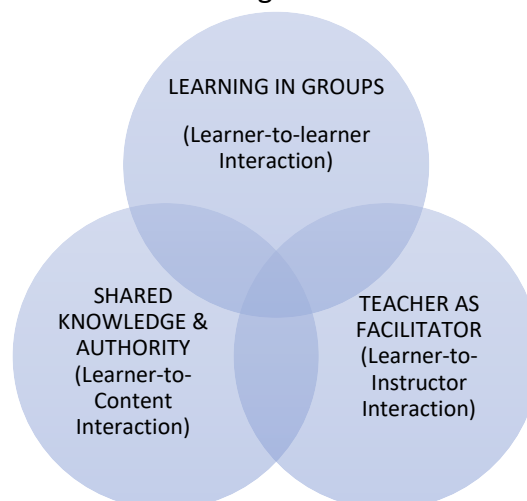 LEARNING IN GROUPS
(Learner-to-learner
Interaction)
SHARED
KNOWLEDGE &
AUTHORITY
(Learner-to-
Content
Interaction)
TEACHER AS
FACILITATOR
(Learner-to-
Instructor
Interaction)